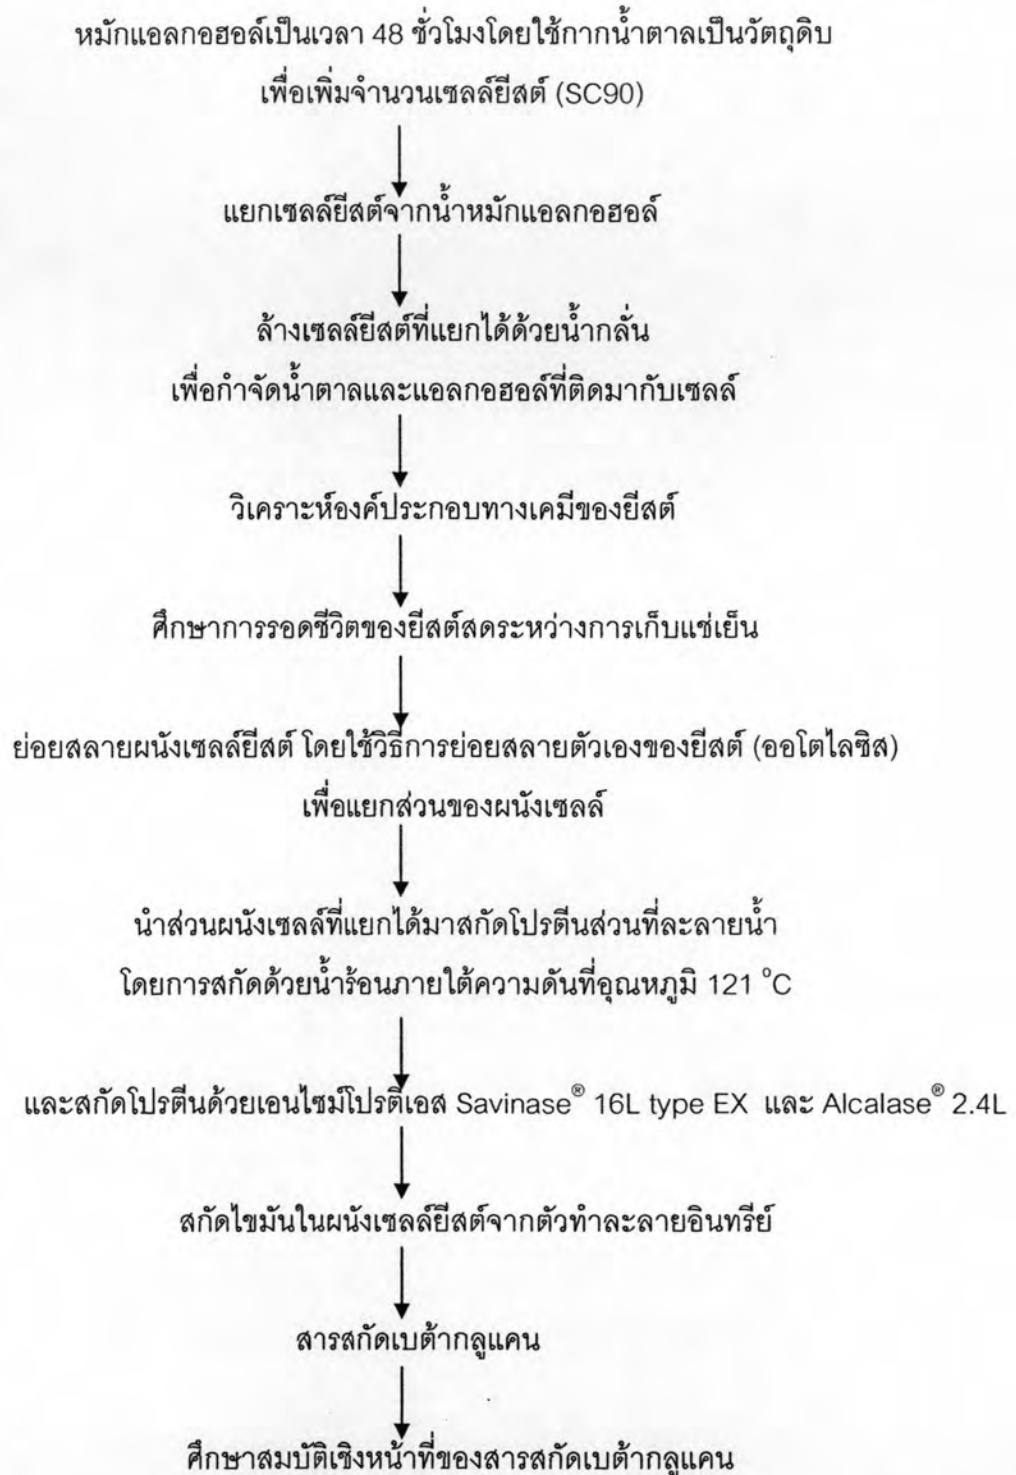 หมักแอลกอฮอล์เป็นเวลา 48 ชั่วโมงโดยใช้กากน้ำตาลเป็นวัตถุดิบ
เพื่อเพิ่มจำนวนเซลล์ยีสต์ (SC90)
แยกเซลล์ยีสต์จากน้ำหมักแอลกอฮอล์
ล้างเซลล์ยีสต์ที่แยกได้ด้วยน้ำกลั่น
เพื่อกำจัดน้ำตาลและแอลกอฮอล์ที่ติดมากับเซลล์
วิเคราะห์องค์ประกอบทางเคมีของยีสต์
ศึกษาการรอดชีวิตของยีสต์สดระหว่างการเก็บแช่เย็น
ย่อยสลายผนังเซลล์ยีสต์ โดยใช้วิธีการย่อยสลายตัวเองของยีสต์ (ออโตไลซิส)
เพื่อแยกส่วนของผนังเซลล์
นำส่วนผนังเซลล์ที่แยกได้มาสกัดโปรตีนส่วนที่ละลายน้ำ
โดยการสกัดด้วยน้ำร้อนภายใต้ความดันที่อุณหภูมิ 121 °C
และสกัดโปรตีนด้วยเอนไซม์โปรติเอส Savinase® 16L type EX และ Alcalase® 2.4L
สกัดไขมันในผนังเซลล์ยีสต์จากตัวทำละลายอินทรีย์
สารสกัดเบต้ากลูแคน
ศึกษาสมบัติเชิงหน้าที่ของสารสกัดเบต้ากลูแคน